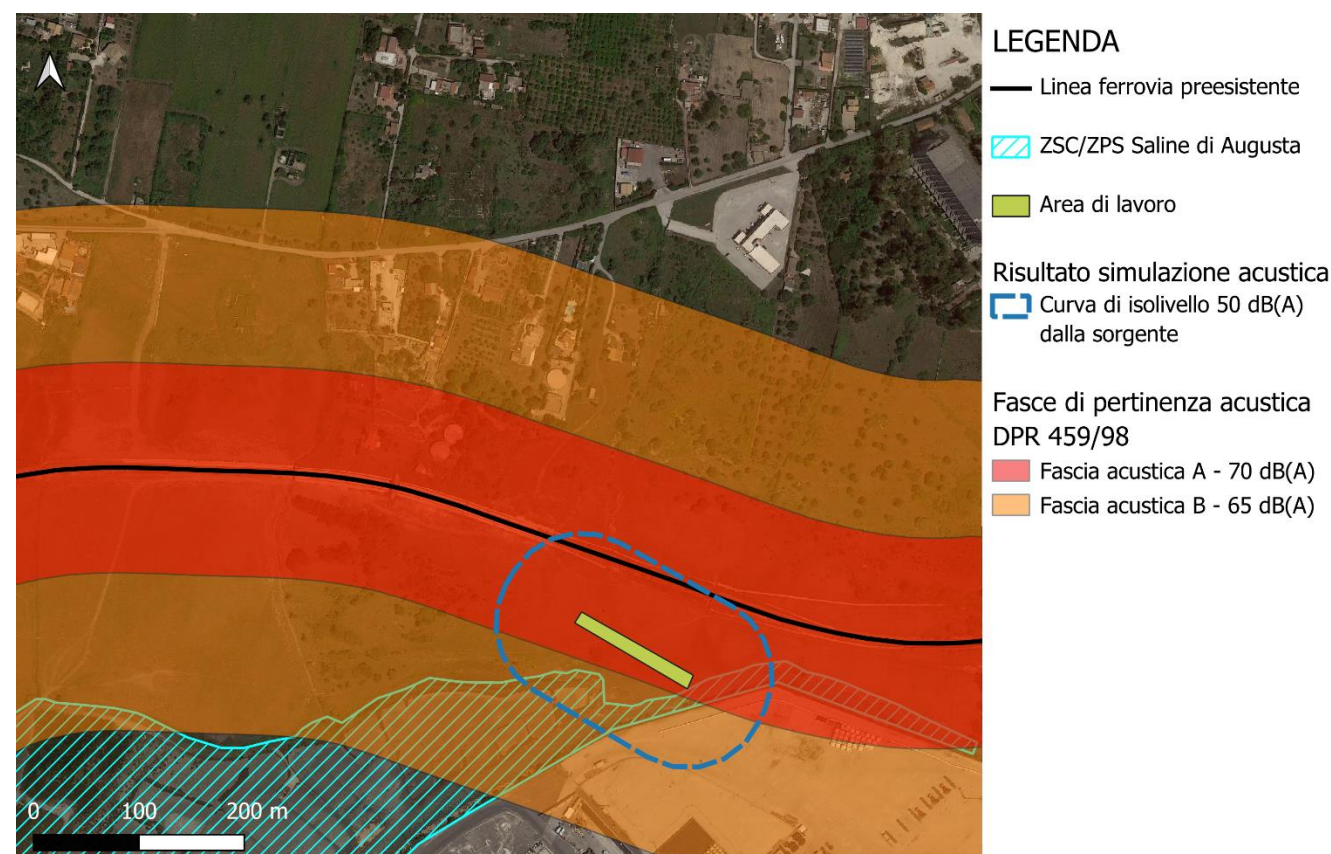 LEGENDA
Linea ferrovia preesistente
ZSC/ZPS Saline di Augusta
Area di lavoro
Risultato simulazione acustica
Curva di isolivello 50 dB(A)
dalla sorgente
Fasce di pertinenza acustica
DPR 459/98
Fascia acustica A - 70 dB(A)
Fascia acustica B - 65 dB(A)
0 100 200 m